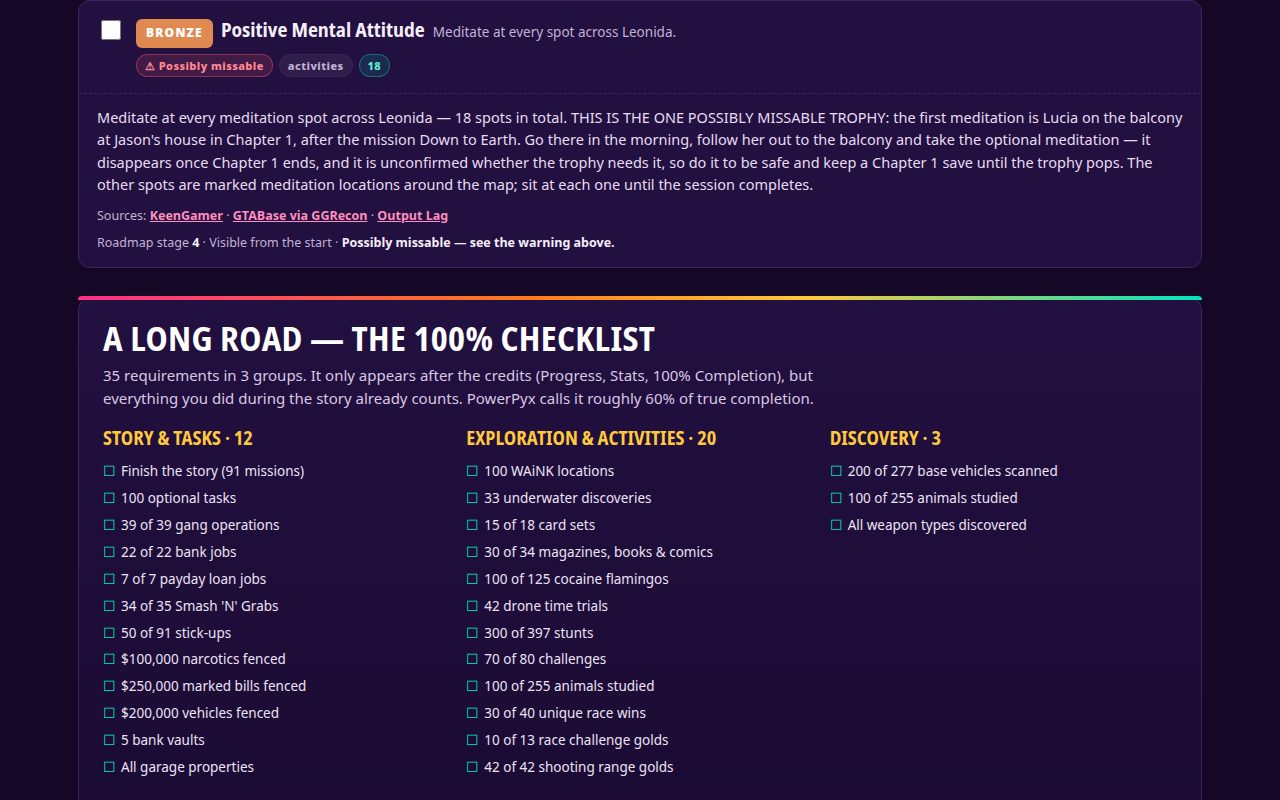 BRONZE Positive Mental Attitude Meditate at every spot across Leonida.
⚠ Possibly missable activities 18
Meditate at every meditation spot across Leonida — 18 spots in total. THIS IS THE ONE POSSIBLY MISSABLE TROPHY: the first meditation is Lucia on the balcony
at Jason's house in Chapter 1, after the mission Down to Earth. Go there in the morning, follow her out to the balcony and take the optional meditation — it
disappears once Chapter 1 ends, and it is unconfirmed whether the trophy needs it, so do it to be safe and keep a Chapter 1 save until the trophy pops. The
other spots are marked meditation locations around the map; sit at each one until the session completes.
Sources: KeenGamer · GTABase via GGRecon · Output Lag
Roadmap stage 4 · Visible from the start · Possibly missable — see the warning above.
A LONG ROAD — THE 100% CHECKLIST
35 requirements in 3 groups. It only appears after the credits (Progress, Stats, 100% Completion), but
everything you did during the story already counts. PowerPyx calls it roughly 60% of true completion.
STORY & TASKS · 12
☐ Finish the story (91 missions)
☐ 100 optional tasks
☐ 39 of 39 gang operations
☐ 22 of 22 bank jobs
☐ 7 of 7 payday loan jobs
☐ 34 of 35 Smash 'N' Grabs
☐ 50 of 91 stick-ups
☐ $100,000 narcotics fenced
☐ $250,000 marked bills fenced
☐ $200,000 vehicles fenced
☐ 5 bank vaults
☐ All garage properties
EXPLORATION & ACTIVITIES · 20
☐ 100 WAiNK locations
☐ 33 underwater discoveries
☐ 15 of 18 card sets
☐ 30 of 34 magazines, books & comics
☐ 100 of 125 cocaine flamingos
☐ 42 drone time trials
☐ 300 of 397 stunts
☐ 70 of 80 challenges
☐ 100 of 255 animals studied
☐ 30 of 40 unique race wins
☐ 10 of 13 race challenge golds
☐ 42 of 42 shooting range golds
DISCOVERY · 3
☐ 200 of 277 base vehicles scanned
☐ 100 of 255 animals studied
☐ All weapon types discovered